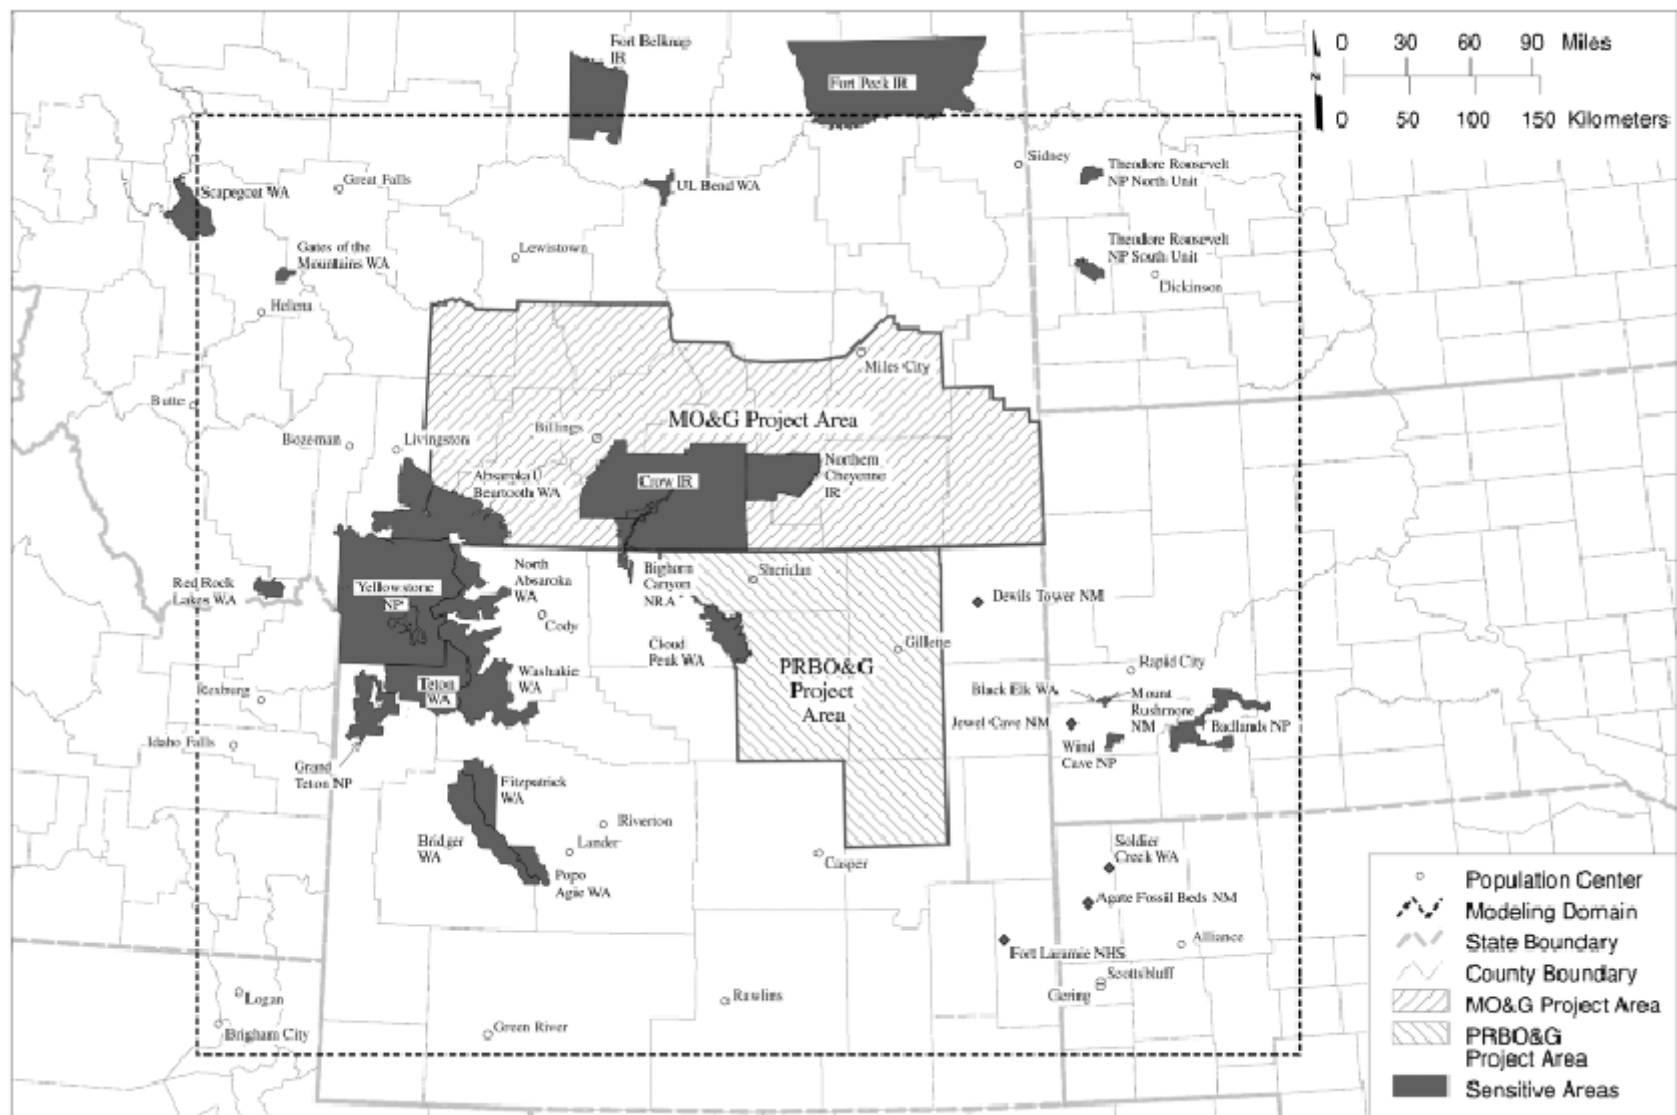 Fort Belknap
IR
Fort Peck IR
0 30 60 90 Miles
N
0 50 100 150 Kilometers
Sidney
Theodore Roosevelt
NP North Unit
Scapegoat WA
Great Falls
UL Bend WA
Gates of the
Mountains WA
Lewistown
Theodore Roosevelt
NP South Unit
Dickinson
Helena
Miles City
Butte
MO&G Project Area
Bozeman
Livingston
Billings
Absaroka
Beartooth WA
Crow IR
Northern
Cheyenne
IR
Red Rock
Lakes WA
Yellowstone
NP
North
Absaroka
WA
Cody
Bighorn
Canyon
NRA
Sheridan
Devils Tower NM
Cloud
Peak WA
Gillette
PRBO&G
Project
Area
Rapid City
Rexburg
Teton
WA
Washakie
WA
Black Elk WA
Mount
Rushmore
NM
Jewel Cave NM
Badlands NP
Wind
Cave NP
Idaho Falls
Grand
Teton NP
Fitzpatrick
WA
Bridger
WA
Riverton
Lander
Popo
Agie WA
Casper
Soldier
Creek WA
Agate Fossil Beds NM
Fort Laramie NHS
Alliance
Scottsbluff
Gering
Logan
Brigham City
Green River
Rawlins
Population Center
Modeling Domain
State Boundary
County Boundary
MO&G Project Area
PRBO&G
Project Area
Sensitive Areas